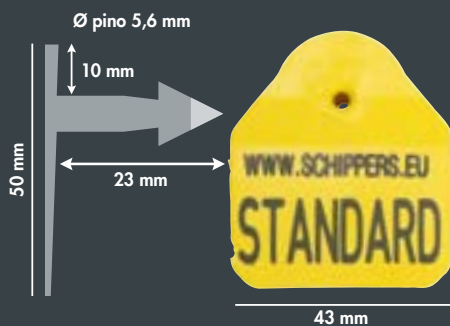 Ø pino 5,6 mm
10 mm
50 mm
23 mm
WWW.SCHIPPERS.EU
STANDARD
43 mm